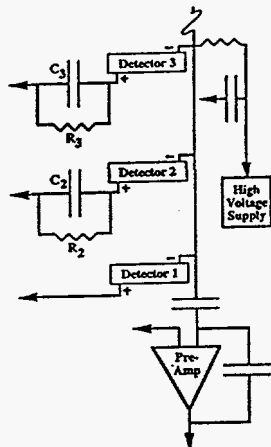 −
Detector 3
+
C3
R3
−
Detector 2
+
C2
R2
High
Voltage
Supply
−
Detector 1
+
Pre-
Amp